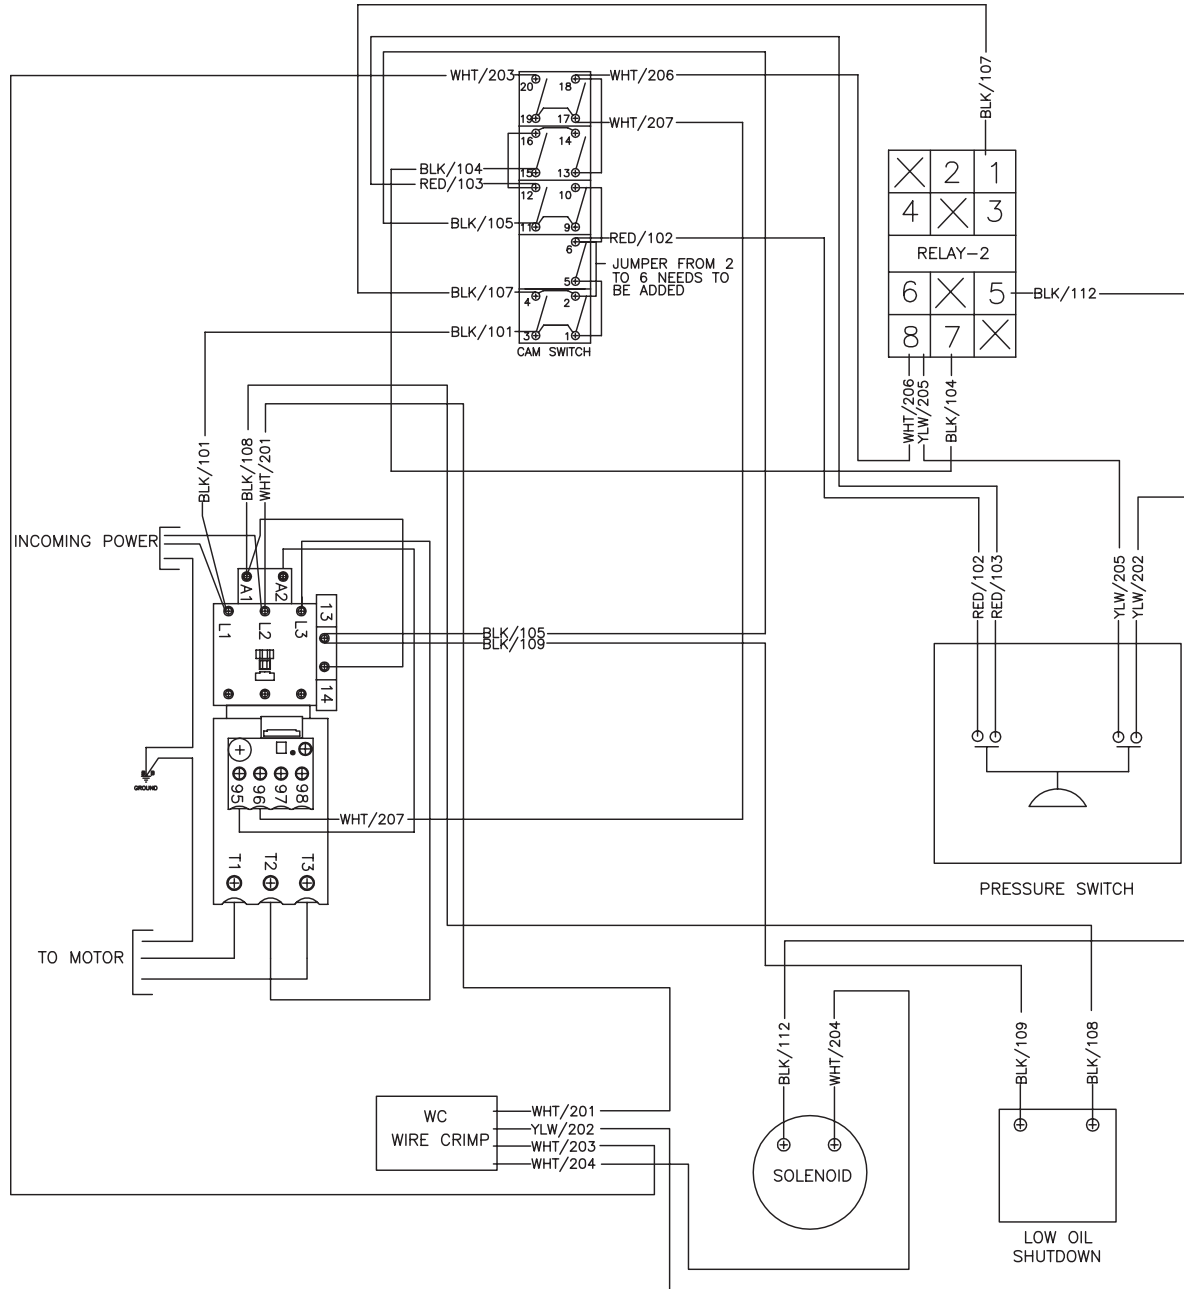 BLK/107
WHT/203
20
18
WHT/206
19
17
WHT/207
16
14
BLK/104
15
13
RED/103
12
10
BLK/105
11
9
RED/102
6
JUMPER FROM 2
TO 6 NEEDS TO
BE ADDED
5
BLK/107
4
2
BLK/101
3
1
CAM SWITCH
X
2
1
4
X
3
RELAY-2
6
X
5
BLK/112
8
7
X
WHT/206
YLW/205
BLK/104
BLK/101
BLK/108
WHT/201
INCOMING POWER
A1
A2
L1
L2
L3
13
14
BLK/105
BLK/109
RED/102
RED/103
YLW/205
YLW/202
GROUND
95
96
97
98
WHT/207
T1
T2
T3
PRESSURE SWITCH
TO MOTOR
BLK/112
WHT/204
BLK/109
BLK/108
WC
WIRE CRIMP
WHT/201
YLW/202
WHT/203
WHT/204
SOLENOID
LOW OIL
SHUTDOWN